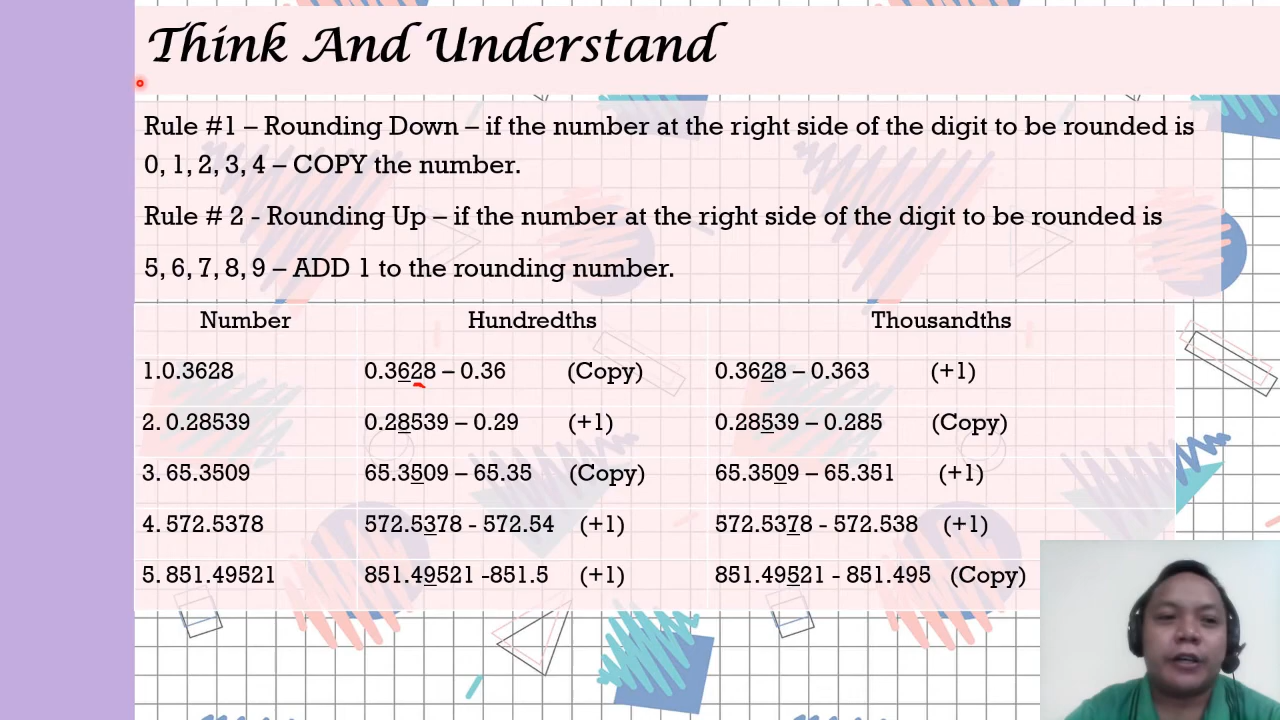 Think And Understand
Rule #1 – Rounding Down – if the number at the right side of the digit to be rounded is
0, 1, 2, 3, 4 – COPY the number.
Rule # 2 - Rounding Up – if the number at the right side of the digit to be rounded is
5, 6, 7, 8, 9 – ADD 1 to the rounding number.
Number Hundredths Thousandths
1.0.3628 0.3628 – 0.36 (Copy) 0.3628 – 0.363 (+1)
2. 0.28539 0.28539 – 0.29 (+1) 0.28539 – 0.285 (Copy)
3. 65.3509 65.3509 – 65.35 (Copy) 65.3509 – 65.351 (+1)
4. 572.5378 572.5378 - 572.54 (+1) 572.5378 - 572.538 (+1)
5. 851.49521 851.49521 -851.5 (+1) 851.49521 - 851.495 (Copy)